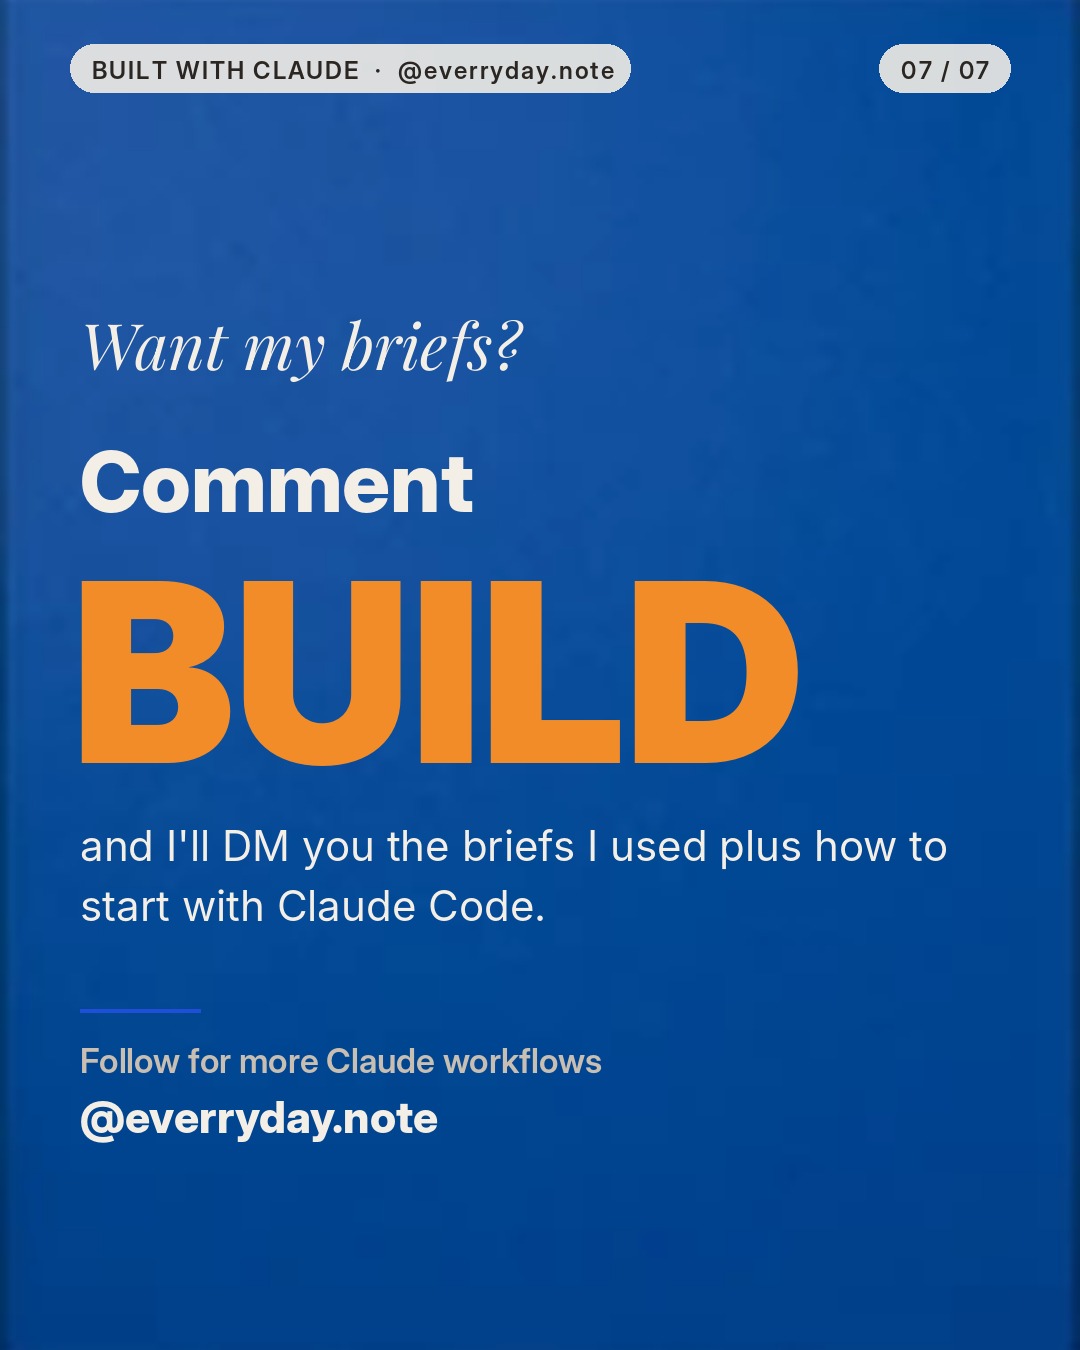 BUILT WITH CLAUDE · @everryday.note
07 / 07
Want my briefs?
Comment
BUILD
and I'll DM you the briefs I used plus how to
start with Claude Code.
Follow for more Claude workflows
@everryday.note